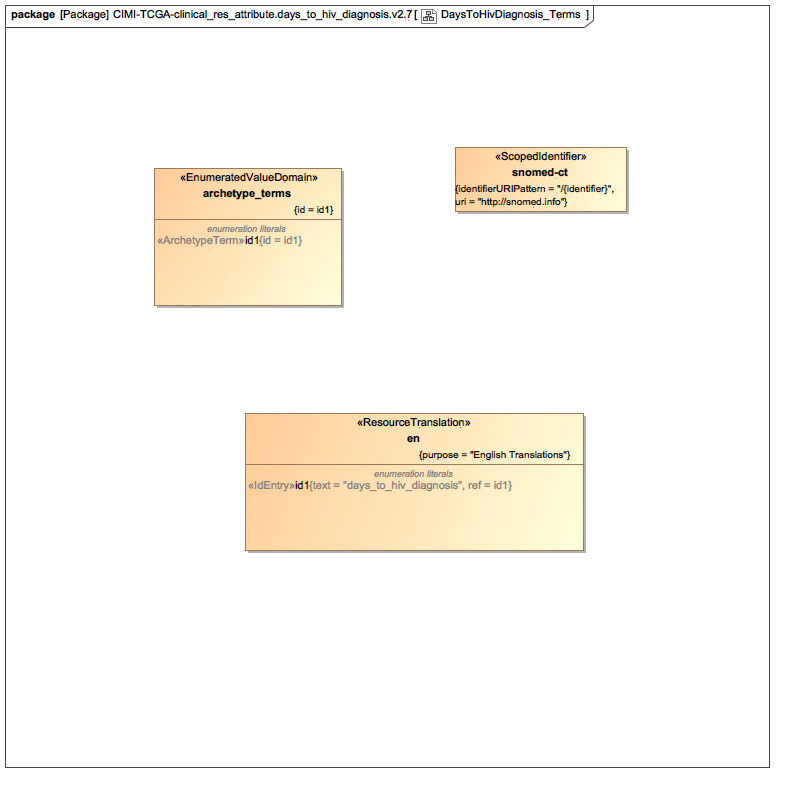 package [Package] CIMI-TCGA-clinical_res_attribute.days_to_hiv_diagnosis.v2.7[ DaysToHivDiagnosis_Terms ]
«ScopedIdentifier»
snomed-ct
{identifierURIPattern = "/{identifier}",
uri = "http://snomed.info"}
«EnumeratedValueDomain»
archetype_terms
{id = id1}
enumeration literals
«ArchetypeTerm»id1{id = id1}
«ResourceTranslation»
en
{purpose = "English Translations"}
enumeration literals
«IdEntry»id1{text = "days_to_hiv_diagnosis", ref = id1}